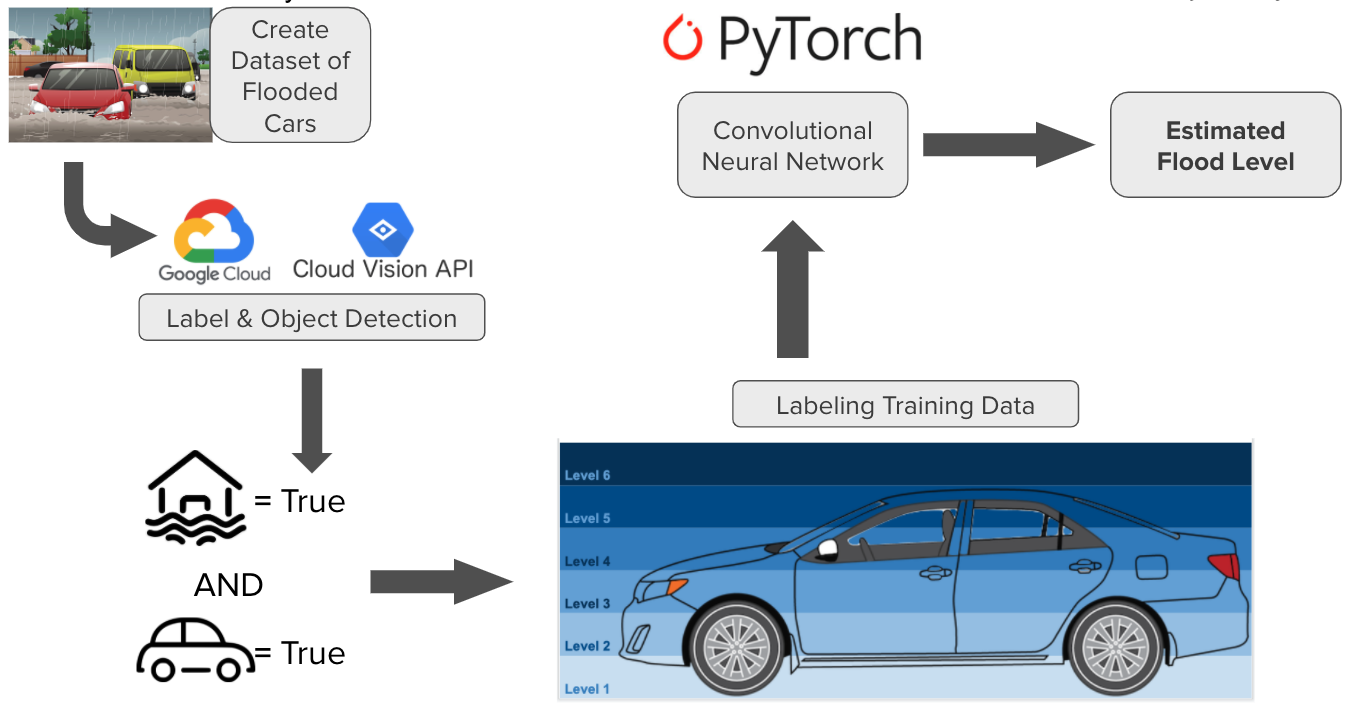 Create
Dataset of
Flooded
Cars
Google Cloud
Cloud Vision API
Label & Object Detection
= True
AND
= True
Labeling Training Data
Level 6
Level 5
Level 4
Level 3
Level 2
Level 1
PyTorch
Convolutional
Neural Network
Estimated
Flood Level